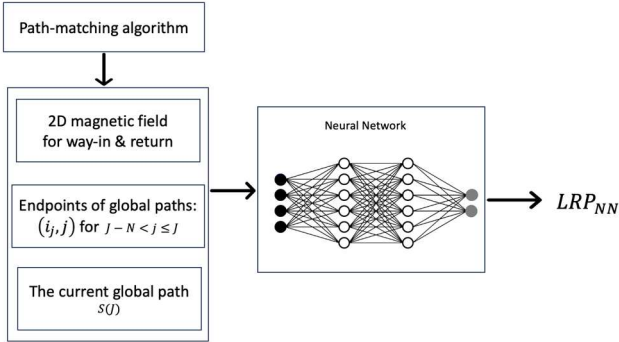 Path-matching algorithm
2D magnetic field
for way-in & return
Endpoints of global paths:
(i_j, j) for J − N < j ≤ J
The current global path
S(J)
Neural Network
LRP_NN